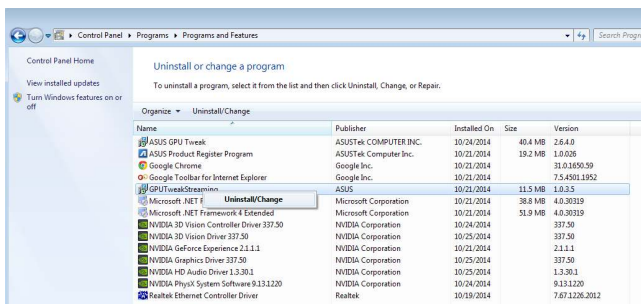 Control Panel Programs Programs and Features Search Progr
Control Panel Home
View installed updates
Turn Windows features on or
off
Uninstall or change a program
To uninstall a program, select it from the list and then click Uninstall, Change, or Repair.
Organize Uninstall/Change
Name Publisher Installed On Size Version
ASUS GPU Tweak ASUSTek COMPUTER INC. 10/24/2014 40.4 MB 2.6.4.0
ASUS Product Register Program ASUSTek Computer Inc. 10/21/2014 19.2 MB 1.0.026
Google Chrome Google Inc. 10/21/2014 31.0.1650.59
Google Toolbar for Internet Explorer Google Inc. 10/21/2014 7.5.4501.1952
GPUTweakStreaming ASUS 10/21/2014 11.5 MB 1.0.3.5
Microsoft .NET F Uninstall/Change Microsoft Corporation 10/21/2014 38.8 MB 4.0.30319
Microsoft .NET Framework 4 Extended Microsoft Corporation 10/21/2014 51.9 MB 4.0.30319
NVIDIA 3D Vision Controller Driver 337.50 NVIDIA Corporation 10/24/2014 337.50
NVIDIA 3D Vision Driver 337.50 NVIDIA Corporation 10/25/2014 337.50
NVIDIA GeForce Experience 2.1.1.1 NVIDIA Corporation 10/21/2014 2.1.1.1
NVIDIA Graphics Driver 337.50 NVIDIA Corporation 10/25/2014 337.50
NVIDIA HD Audio Driver 1.3.30.1 NVIDIA Corporation 10/25/2014 1.3.30.1
NVIDIA PhysX System Software 9.13.1220 NVIDIA Corporation 10/24/2014 9.13.1220
Realtek Ethernet Controller Driver Realtek 10/19/2014 7.67.1226.2012